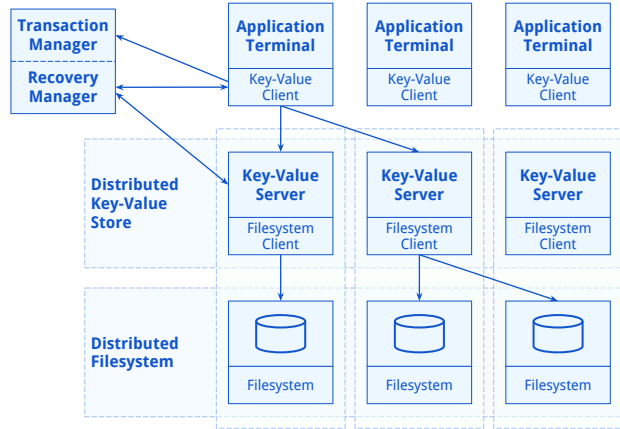 Transaction
Manager
Recovery
Manager
Application
Terminal
Key-Value
Client
Application
Terminal
Key-Value
Client
Application
Terminal
Key-Value
Client
Distributed
Key-Value
Store
Key-Value
Server
Filesystem
Client
Key-Value
Server
Filesystem
Client
Key-Value
Server
Filesystem
Client
Distributed
Filesystem
Filesystem
Filesystem
Filesystem